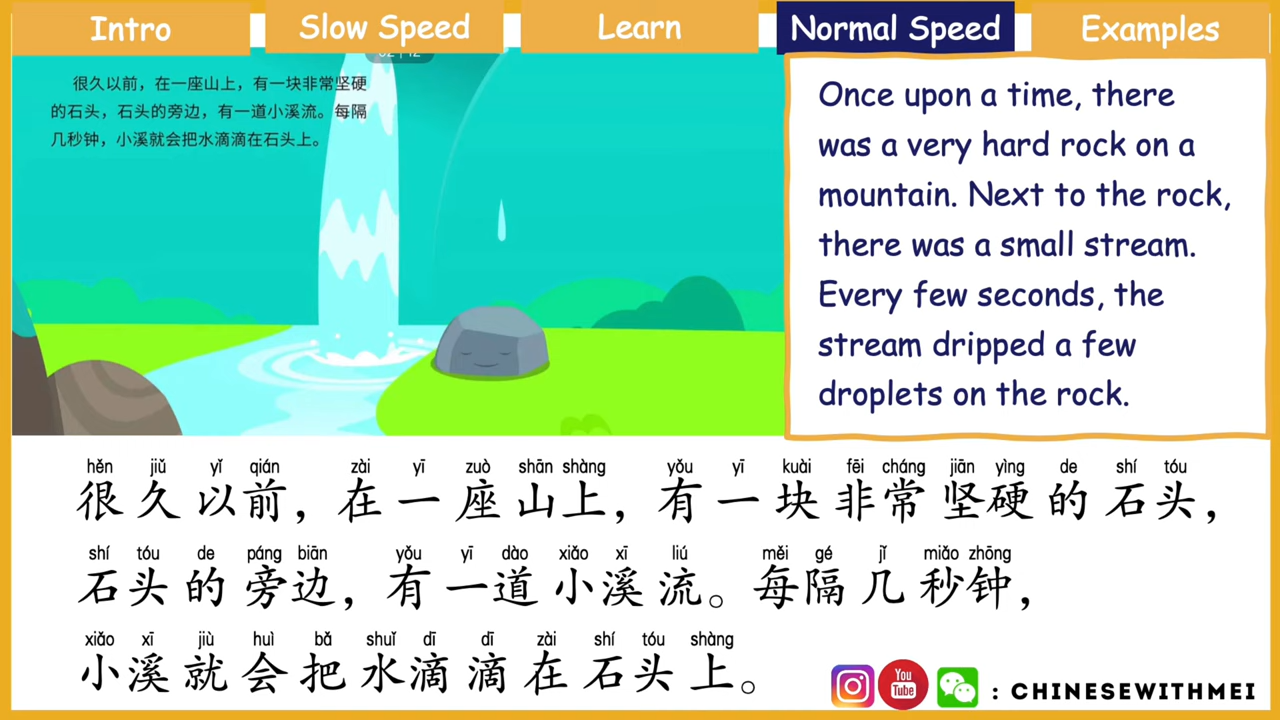 Intro
Slow Speed
Learn
Normal Speed
Examples
很久以前，在一座山上，有一块非常坚硬
的石头，石头的旁边，有一道小溪流。每隔
几秒钟，小溪就会把水滴滴在石头上。
Once upon a time, there
was a very hard rock on a
mountain. Next to the rock,
there was a small stream.
Every few seconds, the
stream dripped a few
droplets on the rock.
hěn jiǔ yǐ qián zài yī zuò shān shàng yǒu yī kuài fēi cháng jiān yìng de shí tóu
很久以前，在一座山上，有一块非常坚硬的石头，
shí tóu de páng biān yǒu yī dào xiǎo xī liú měi gé jǐ miǎo zhōng
石头的旁边，有一道小溪流。每隔几秒钟，
xiǎo xī jiù huì bǎ shuǐ dī dī zài shí tóu shàng
小溪就会把水滴滴在石头上。
You
Tube
: CHINESEWITHMEI